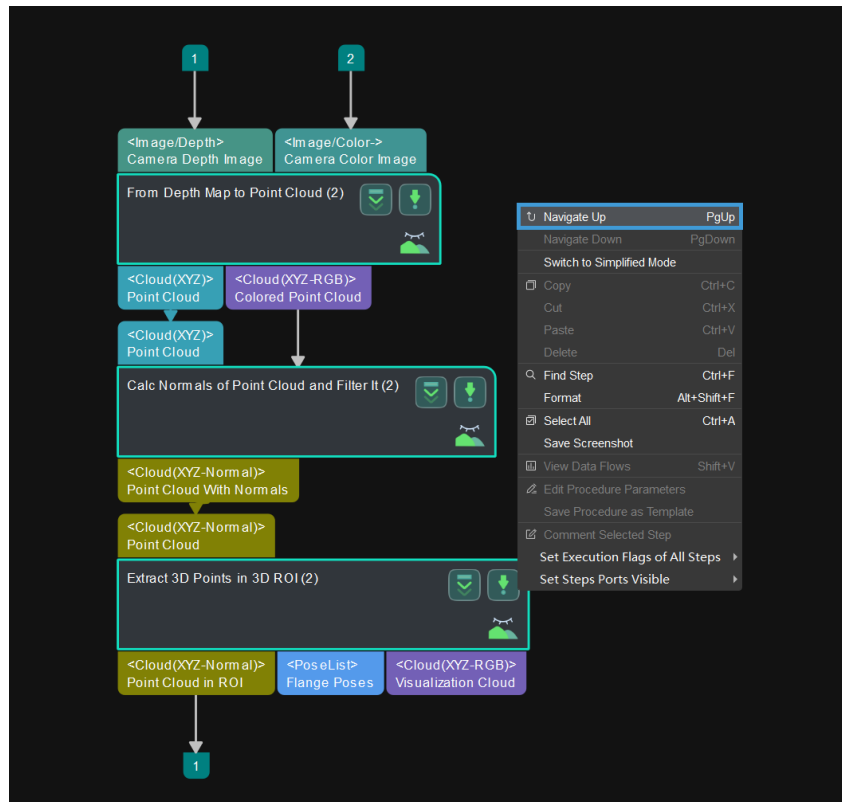 1
2
<Image/Depth>
Camera Depth Image
<Image/Color->
Camera Color Image
From Depth Map to Point Cloud (2)
<Cloud(XYZ)>
Point Cloud
<Cloud(XYZ-RGB)>
Colored Point Cloud
<Cloud(XYZ)>
Point Cloud
Calc Normals of Point Cloud and Filter It (2)
<Cloud(XYZ-Normal)>
Point Cloud With Normals
<Cloud(XYZ-Normal)>
Point Cloud
Extract 3D Points in 3D ROI (2)
<Cloud(XYZ-Normal)>
Point Cloud in ROI
<PoseList>
Flange Poses
<Cloud(XYZ-RGB)>
Visualization Cloud
1
Navigate Up PgUp
Navigate Down PgDown
Switch to Simplified Mode
Copy Ctrl+C
Cut Ctrl+X
Paste Ctrl+V
Delete Del
Find Step Ctrl+F
Format Alt+Shift+F
Select All Ctrl+A
Save Screenshot
View Data Flows Shift+V
Edit Procedure Parameters
Save Procedure as Template
Comment Selected Step
Set Execution Flags of All Steps
Set Steps Ports Visible